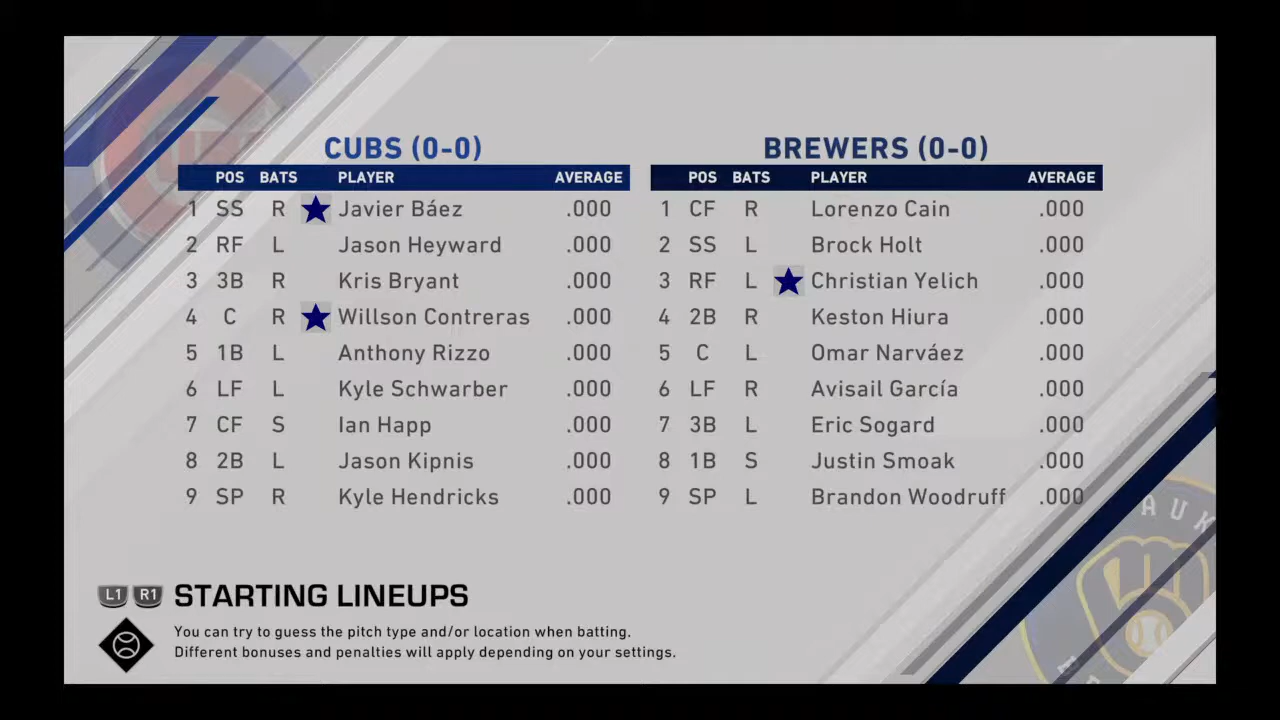 CUBS (0-0)
POS BATS PLAYER AVERAGE
1 SS R Javier Báez .000
2 RF L Jason Heyward .000
3 3B R Kris Bryant .000
4 C R Willson Contreras .000
5 1B L Anthony Rizzo .000
6 LF L Kyle Schwarber .000
7 CF S Ian Happ .000
8 2B L Jason Kipnis .000
9 SP R Kyle Hendricks .000
BREWERS (0-0)
POS BATS PLAYER AVERAGE
1 CF R Lorenzo Cain .000
2 SS L Brock Holt .000
3 RF L Christian Yelich .000
4 2B R Keston Hiura .000
5 C L Omar Narváez .000
6 LF R Avisail García .000
7 3B L Eric Sogard .000
8 1B S Justin Smoak .000
9 SP L Brandon Woodruff .000
L1 R1 STARTING LINEUPS
You can try to guess the pitch type and/or location when batting.
Different bonuses and penalties will apply depending on your settings.